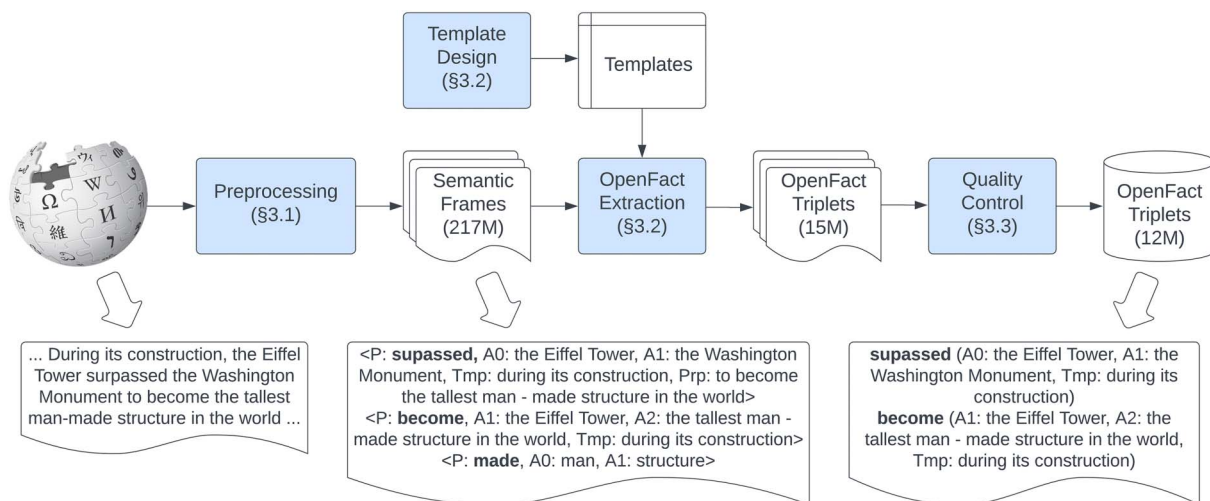 Template
Design
(§3.2)
Templates
Preprocessing
(§3.1)
Semantic
Frames
(217M)
OpenFact
Extraction
(§3.2)
OpenFact
Triplets
(15M)
Quality
Control
(§3.3)
OpenFact
Triplets
(12M)
Ω
W
И
維
... During its construction, the Eiffel
Tower surpassed the Washington
Monument to become the tallest
man-made structure in the world ...
<P: supassed, A0: the Eiffel Tower, A1: the Washington
Monument, Tmp: during its construction, Prp: to become
the tallest man - made structure in the world>
<P: become, A1: the Eiffel Tower, A2: the tallest man -
made structure in the world, Tmp: during its construction>
<P: made, A0: man, A1: structure>
supassed (A0: the Eiffel Tower, A1: the
Washington Monument, Tmp: during its
construction)
become (A1: the Eiffel Tower, A2: the
tallest man - made structure in the world,
Tmp: during its construction)